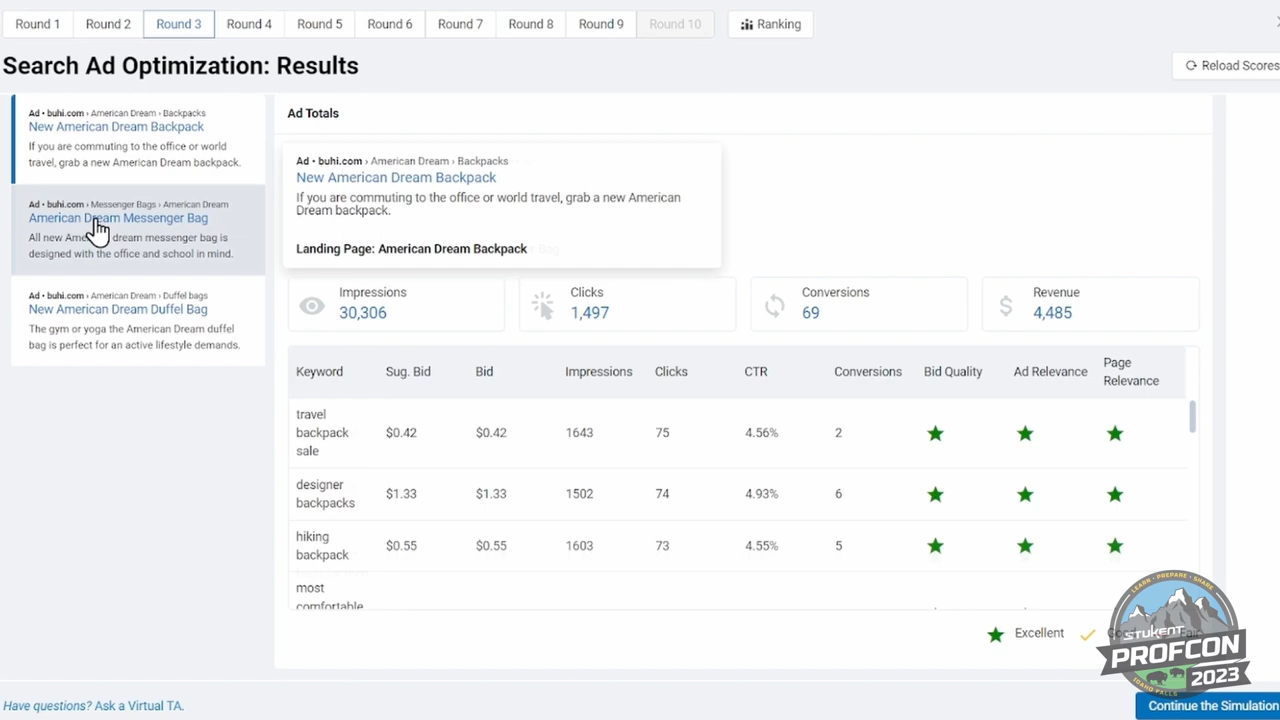 Round 1 Round 2 Round 3 Round 4 Round 5 Round 6 Round 7 Round 8 Round 9 Round 10 Ranking
Search Ad Optimization: Results
Reload Scores
Ad • buhi.com › American Dream › Backpacks
New American Dream Backpack
If you are commuting to the office or world
travel, grab a new American Dream backpack.
Ad • buhi.com › Messenger Bags › American Dream
American Dream Messenger Bag
All new dream messenger bag is
designed with the office and school in mind.
Ad • buhi.com › American Dream › Duffel bags
New American Dream Duffel Bag
The gym or yoga the American Dream duffel
bag is perfect for an active lifestyle demands.
Ad Totals
Ad • buhi.com › American Dream › Backpacks
New American Dream Backpack
If you are commuting to the office or world travel, grab a new American
Dream backpack.
Landing Page: American Dream Backpack
Impressions
30,306
Clicks
1,497
Conversions
69
Revenue
4,485
Keyword Sug. Bid Bid Impressions Clicks CTR Conversions Bid Quality Ad Relevance Page
Relevance
travel
backpack
sale
$0.42 $0.42 1643 75 4.56% 2
designer
backpacks
$1.33 $1.33 1502 74 4.93% 6
hiking
backpack
$0.55 $0.55 1603 73 4.55% 5
most
comfortable
Excellent
LEARN • PREPARE • SHARE
STUKENT
PROFCON
2023
IDAHO FALLS
Have questions? Ask a Virtual TA.
Continue the Simulation